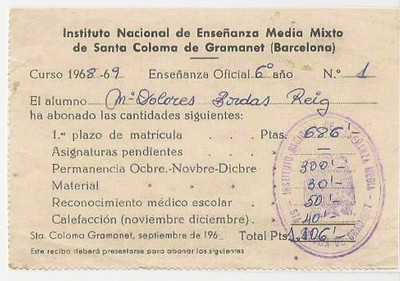 Instituto Nacional de Enseñanza Media Mixto
de Santa Coloma de Gramanet (Barcelona)
Curso 1968-69 Enseñanza Oficial 6º año N.º 1
El alumno Mª Dolores Bordas Reig
ha abonado las cantidades siguientes:
1.er plazo de matrícula Ptas. 686'-
Asignaturas pendientes
Permanencia Ocbre.-Novbre-Dicbre 300'-
Material 30'-
Reconocimiento médico escolar 50'-
Calefacción (noviembre diciembre) 40'-
Sta. Coloma Gramanet, septiembre de 196 Total Pts. 1.106'-
Este recibo deberá presentarse para abonar los siguientes